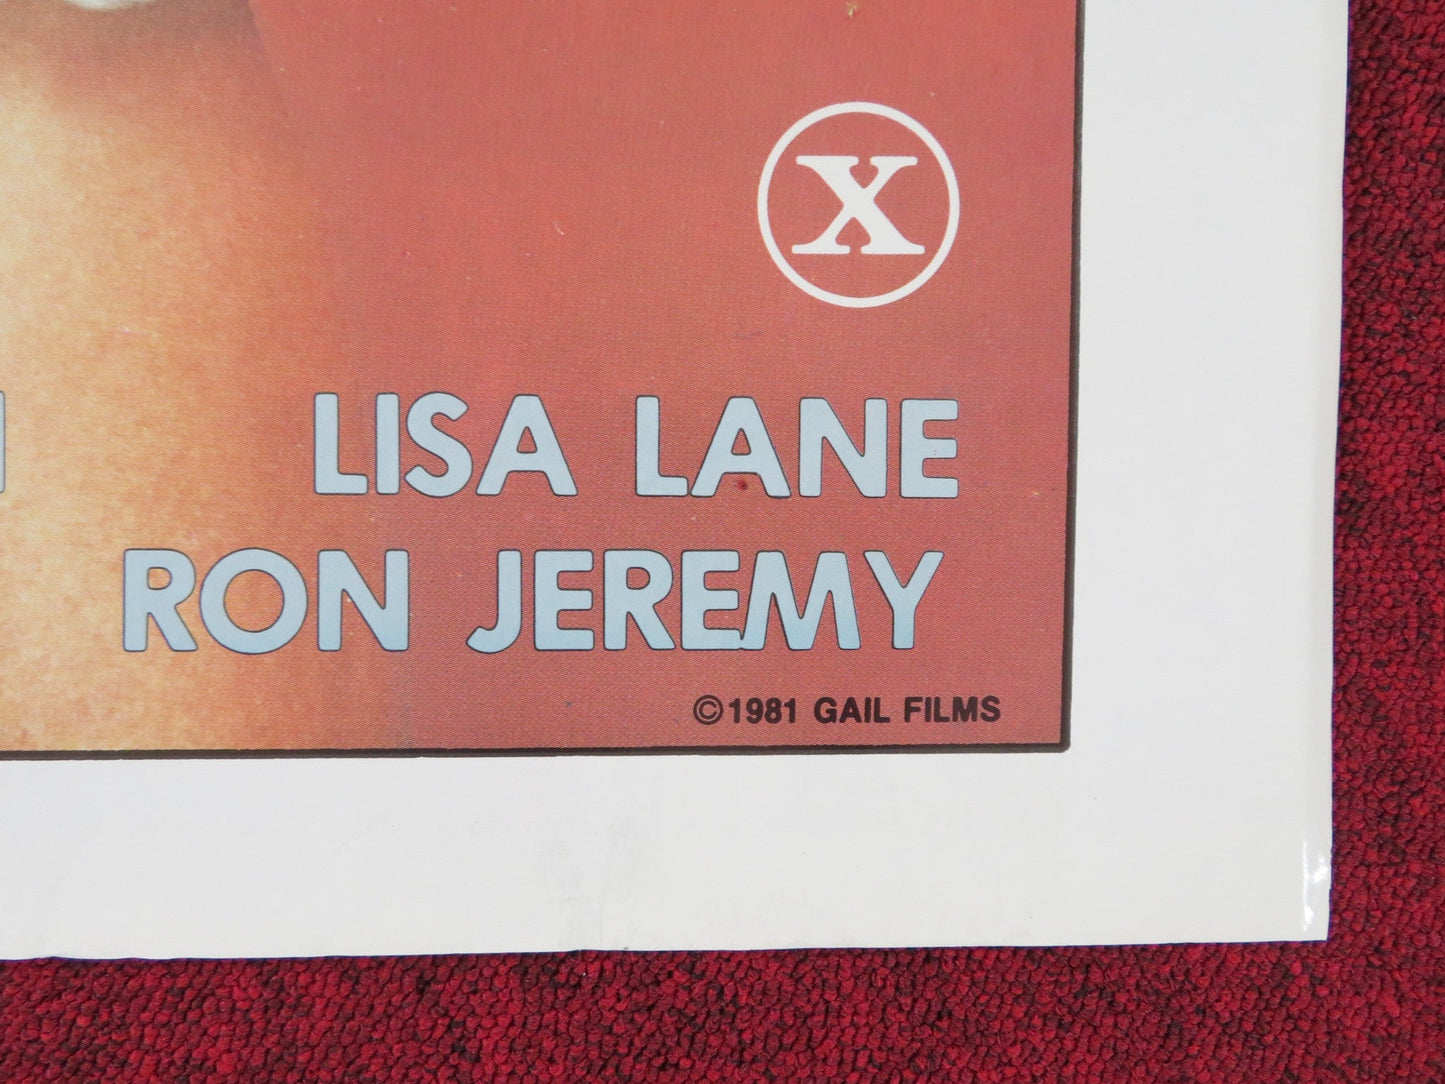 X
LISA LANE
RON JEREMY
©1981 GAIL FILMS